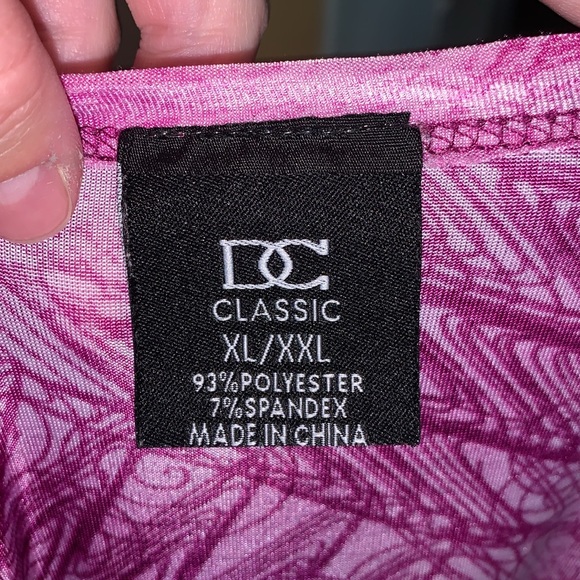 DC
CLASSIC
XL/XXL
93%POLYESTER
7%SPANDEX
MADE IN CHINA